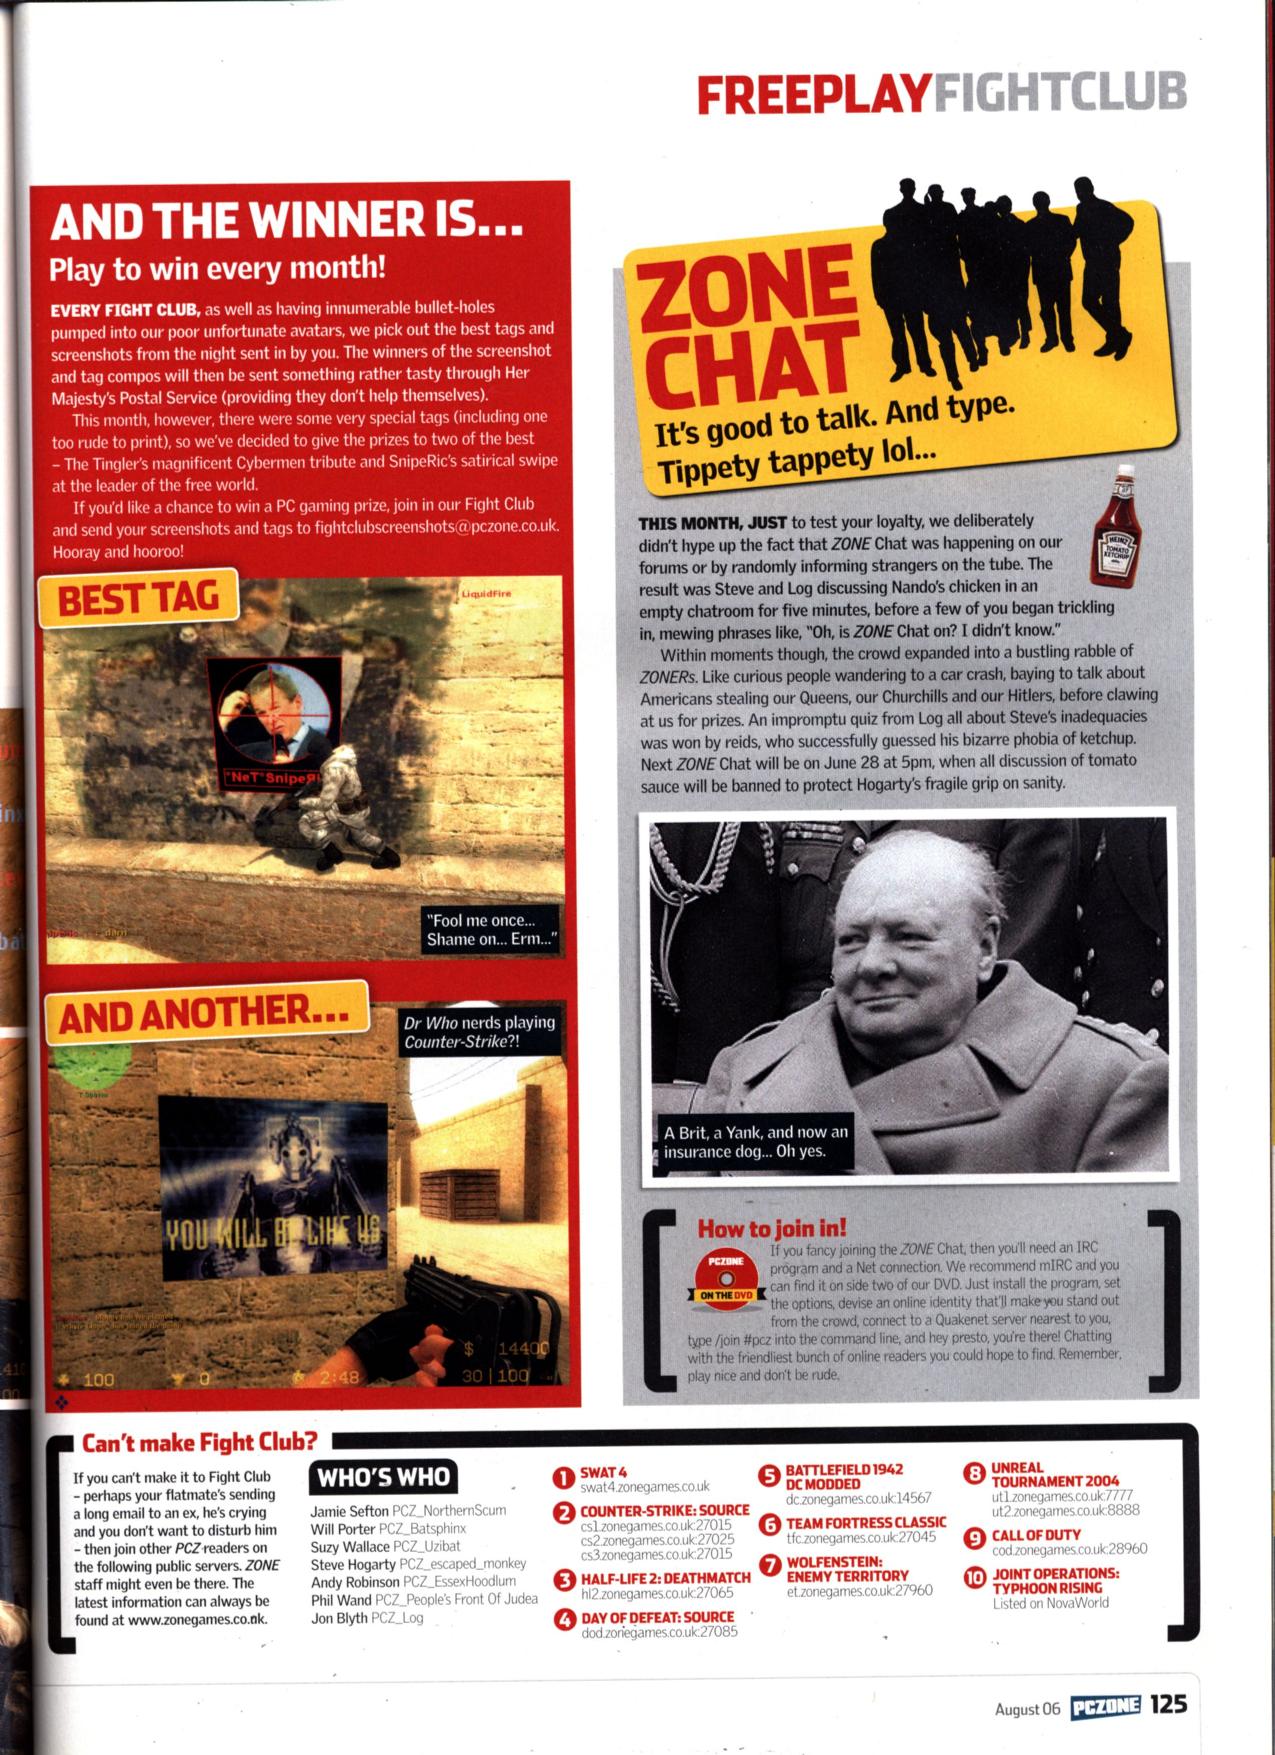 FREEPLAYFIGHTCLUB
AND THE WINNER IS...
Play to win every month!
EVERY FIGHT CLUB, as well as having innumerable bullet-holes
pumped into our poor unfortunate avatars, we pick out the best tags and
screenshots from the night sent in by you. The winners of the screenshot
and tag compos will then be sent something rather tasty through Her
Majesty's Postal Service (providing they don't help themselves).
This month, however, there were some very special tags (including one
too rude to print), so we've decided to give the prizes to two of the best
– The Tingler's magnificent Cybermen tribute and SnipeRic's satirical swipe
at the leader of the free world.
If you'd like a chance to win a PC gaming prize, join in our Fight Club
and send your screenshots and tags to fightclubscreenshots@pczone.co.uk.
Hooray and hooroo!
BEST TAG
LiquidFire
"Fool me once...
Shame on... Erm..."
AND ANOTHER...
Dr Who nerds playing
Counter-Strike?!
YOU WILL BE LIKE US
$ 14400
100 0 2:48 30|100
ZONE
CHAT
It's good to talk. And type.
Tippety tappety lol...
HEINZ
TOMATO
KETCHUP
THIS MONTH, JUST to test your loyalty, we deliberately
didn't hype up the fact that ZONE Chat was happening on our
forums or by randomly informing strangers on the tube. The
result was Steve and Log discussing Nando's chicken in an
empty chatroom for five minutes, before a few of you began trickling
in, mewing phrases like, "Oh, is ZONE Chat on? I didn't know."
Within moments though, the crowd expanded into a bustling rabble of
ZONERs. Like curious people wandering to a car crash, baying to talk about
Americans stealing our Queens, our Churchills and our Hitlers, before clawing
at us for prizes. An impromptu quiz from Log all about Steve's inadequacies
was won by reids, who successfully guessed his bizarre phobia of ketchup.
Next ZONE Chat will be on June 28 at 5pm, when all discussion of tomato
sauce will be banned to protect Hogarty's fragile grip on sanity.
A Brit, a Yank, and now an
insurance dog... Oh yes.
How to join in!
PCZONE
ON THE DVD
If you fancy joining the ZONE Chat, then you'll need an IRC
program and a Net connection. We recommend mIRC and you
can find it on side two of our DVD. Just install the program, set
the options, devise an online identity that'll make you stand out
from the crowd, connect to a Quakenet server nearest to you,
type /join #pcz into the command line, and hey presto, you're there! Chatting
with the friendliest bunch of online readers you could hope to find. Remember,
play nice and don't be rude.
Can't make Fight Club?
If you can't make it to Fight Club
– perhaps your flatmate's sending
a long email to an ex, he's crying
and you don't want to disturb him
– then join other PCZ readers on
the following public servers. ZONE
staff might even be there. The
latest information can always be
found at www.zonegames.co.uk.
WHO'S WHO
Jamie Sefton PCZ_NorthernScum
Will Porter PCZ_Batsphinx
Suzy Wallace PCZ_Uzibat
Steve Hogarty PCZ_escaped_monkey
Andy Robinson PCZ_EssexHoodlum
Phil Wand PCZ_People's Front Of Judea
Jon Blyth PCZ_Log
1 SWAT 4
swat4.zonegames.co.uk
2 COUNTER-STRIKE: SOURCE
cs1.zonegames.co.uk:27015
cs2.zonegames.co.uk:27025
cs3.zonegames.co.uk:27015
3 HALF-LIFE 2: DEATHMATCH
hl2.zonegames.co.uk:27065
4 DAY OF DEFEAT: SOURCE
dod.zonegames.co.uk:27085
5 BATTLEFIELD 1942
DC MODDED
dc.zonegames.co.uk:14567
6 TEAM FORTRESS CLASSIC
tfc.zonegames.co.uk:27045
7 WOLFENSTEIN:
ENEMY TERRITORY
et.zonegames.co.uk:27960
8 UNREAL
TOURNAMENT 2004
ut1.zonegames.co.uk:7777
ut2.zonegames.co.uk:8888
9 CALL OF DUTY
cod.zonegames.co.uk:28960
10 JOINT OPERATIONS:
TYPHOON RISING
Listed on NovaWorld
August 06 PCZONE 125